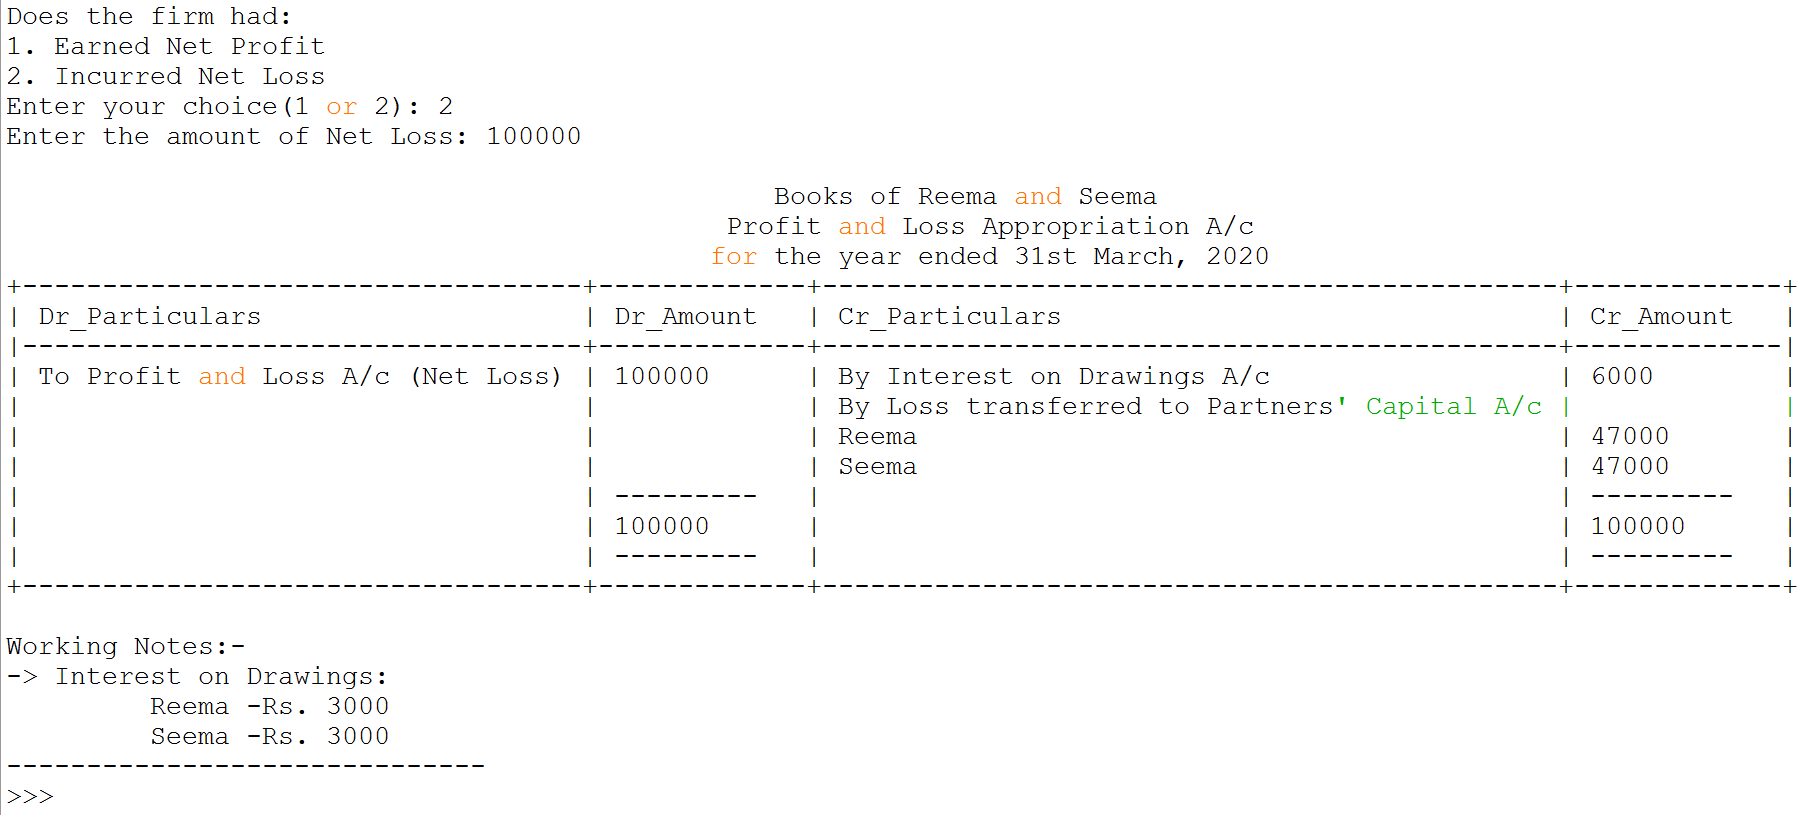 Does the firm had:
1. Earned Net Profit
2. Incurred Net Loss
Enter your choice(1 or 2): 2
Enter the amount of Net Loss: 100000
Books of Reema and Seema
Profit and Loss Appropriation A/c
for the year ended 31st March, 2020
+-----------------------------------+-------------+----------------------------------------------+-------------+
| Dr_Particulars | Dr_Amount | Cr_Particulars | Cr_Amount |
|-----------------------------------+-------------+----------------------------------------------+-------------|
| To Profit and Loss A/c (Net Loss) | 100000 | By Interest on Drawings A/c | 6000 |
| | | By Loss transferred to Partners' Capital A/c | |
| | | Reema | 47000 |
| | | Seema | 47000 |
| | --------- | | --------- |
| | 100000 | | 100000 |
| | --------- | | --------- |
+-----------------------------------+-------------+----------------------------------------------+-------------+
Working Notes:-
-> Interest on Drawings:
Reema -Rs. 3000
Seema -Rs. 3000
------------------------------
>>>